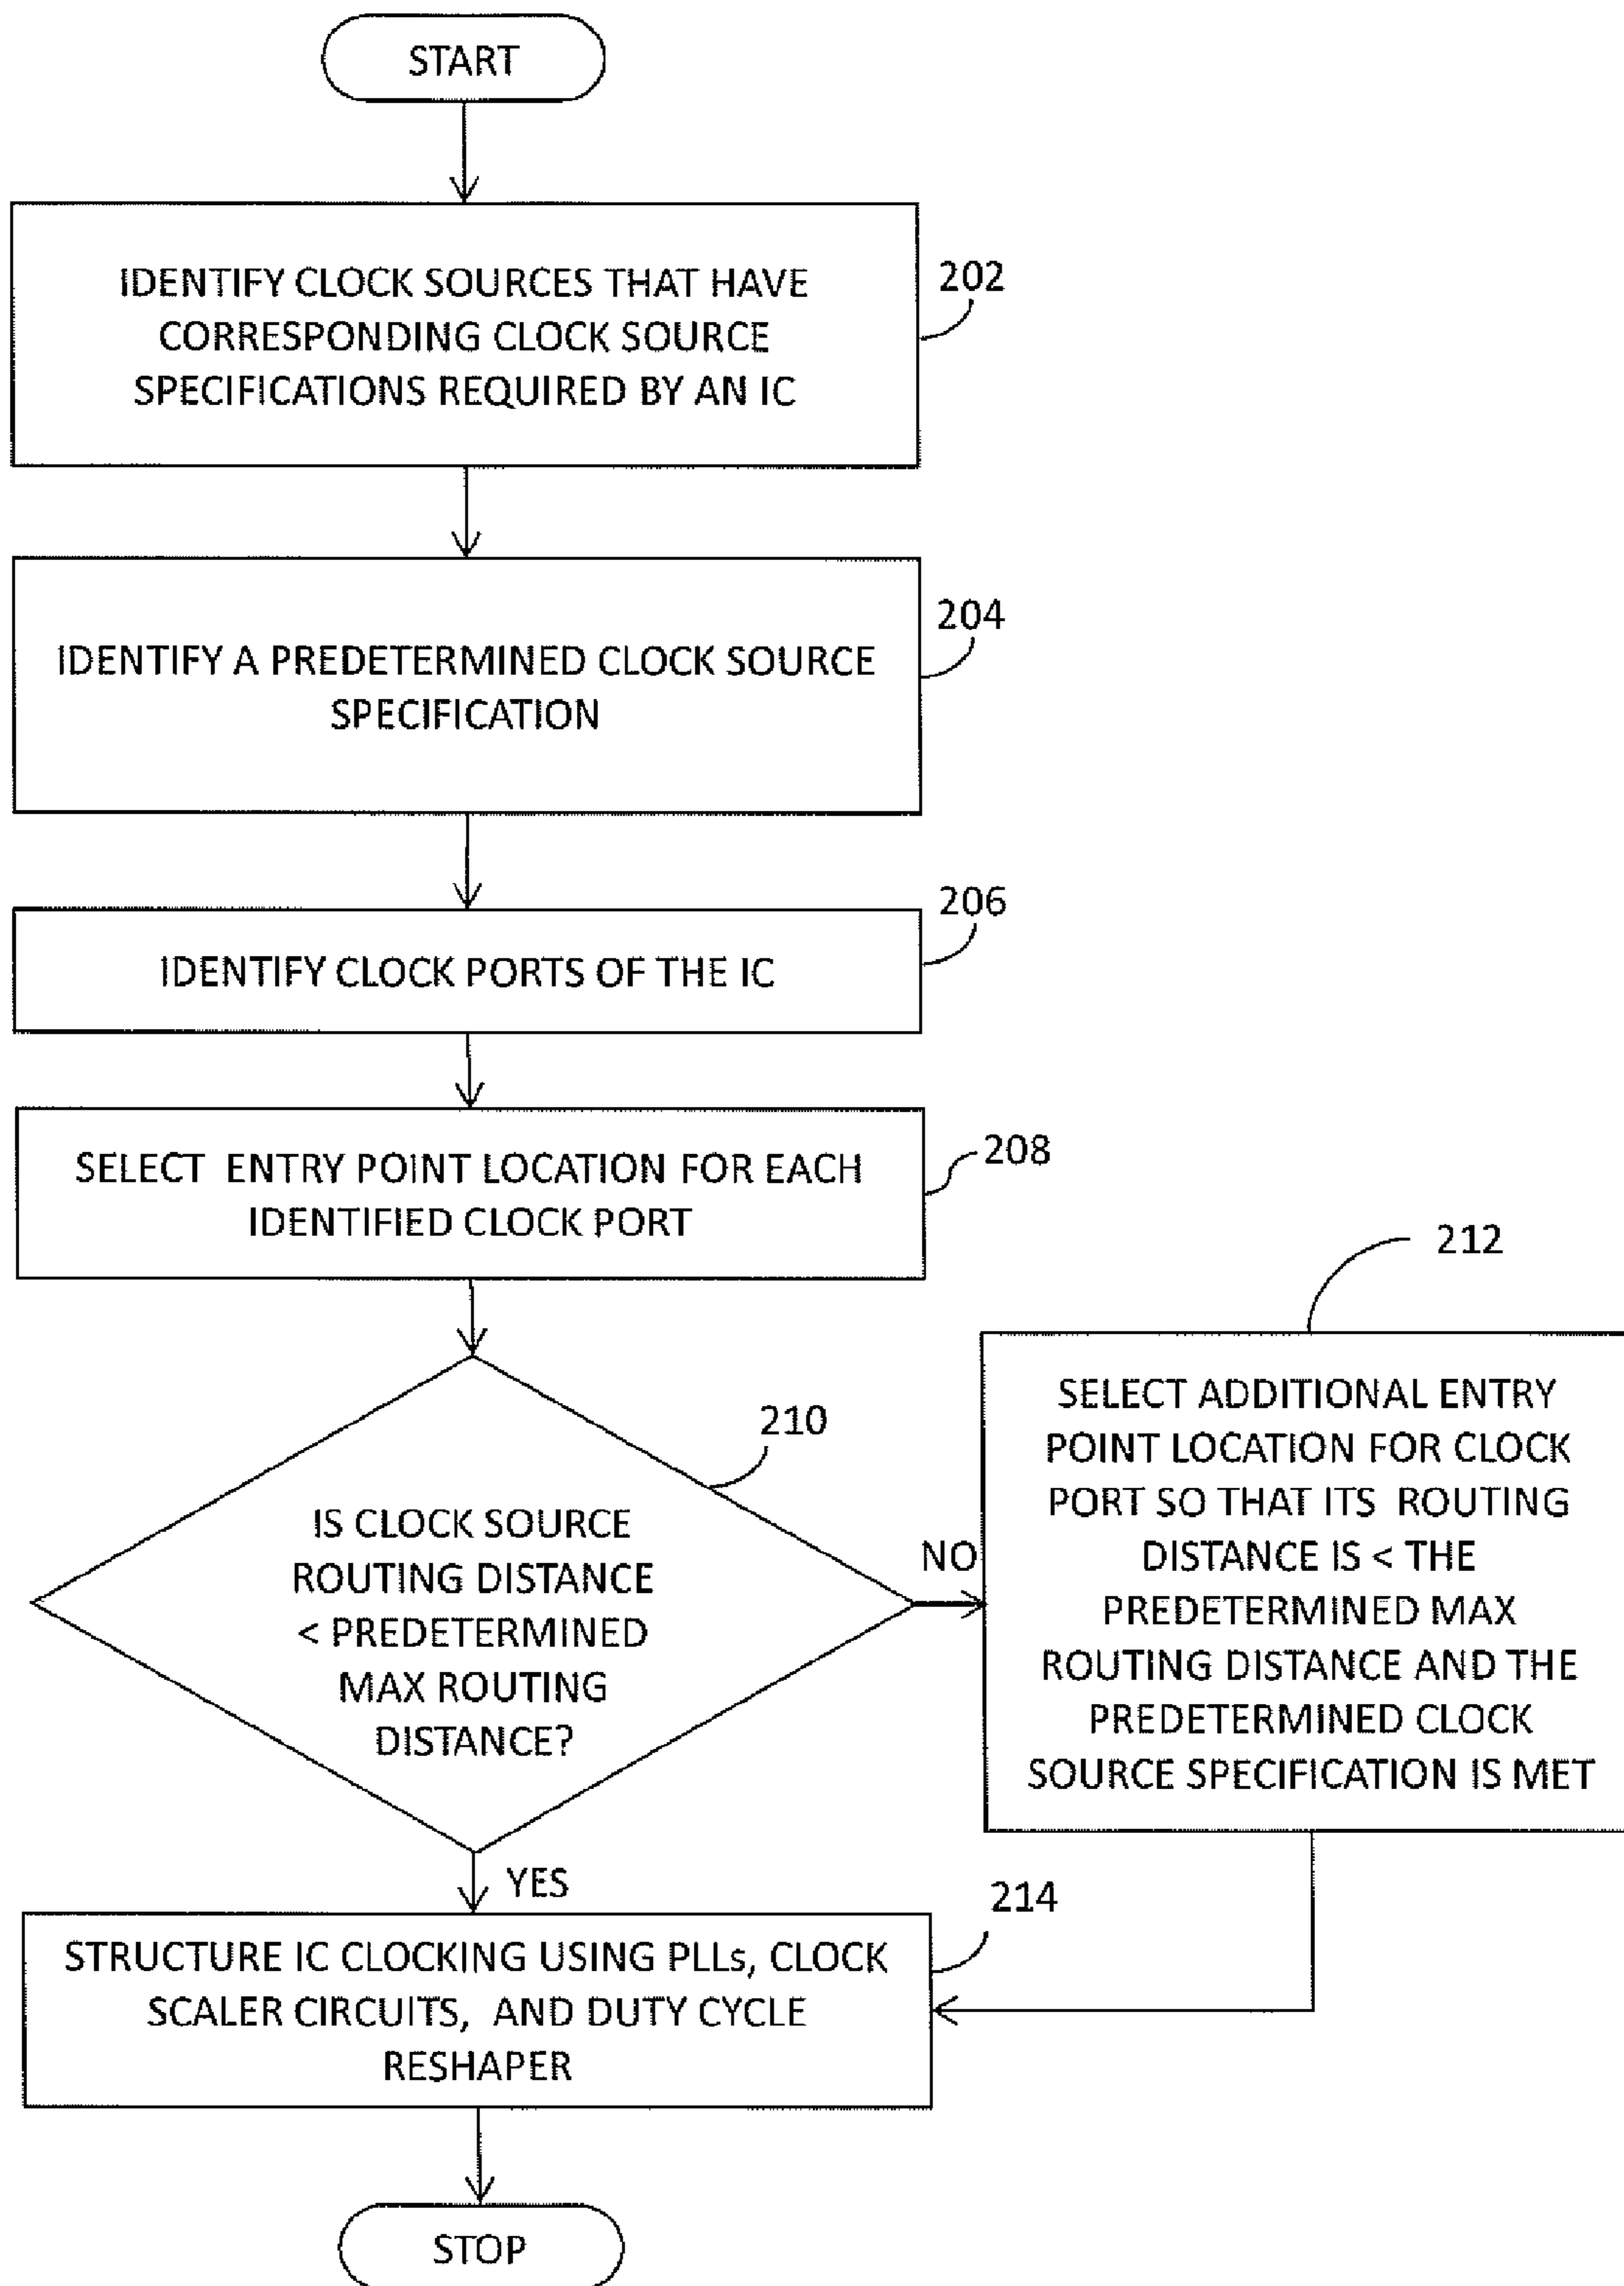 START
IDENTIFY CLOCK SOURCES THAT HAVE
CORRESPONDING CLOCK SOURCE
SPECIFICATIONS REQUIRED BY AN IC
202
IDENTIFY A PREDETERMINED CLOCK SOURCE
SPECIFICATION
204
IDENTIFY CLOCK PORTS OF THE IC
206
SELECT ENTRY POINT LOCATION FOR EACH
IDENTIFIED CLOCK PORT
208
IS CLOCK SOURCE
ROUTING DISTANCE
< PREDETERMINED
MAX ROUTING
DISTANCE?
210
NO
212
SELECT ADDITIONAL ENTRY
POINT LOCATION FOR CLOCK
PORT SO THAT ITS ROUTING
DISTANCE IS < THE
PREDETERMINED MAX
ROUTING DISTANCE AND THE
PREDETERMINED CLOCK
SOURCE SPECIFICATION IS MET
YES
214
STRUCTURE IC CLOCKING USING PLLs, CLOCK
SCALER CIRCUITS, AND DUTY CYCLE
RESHAPER
STOP